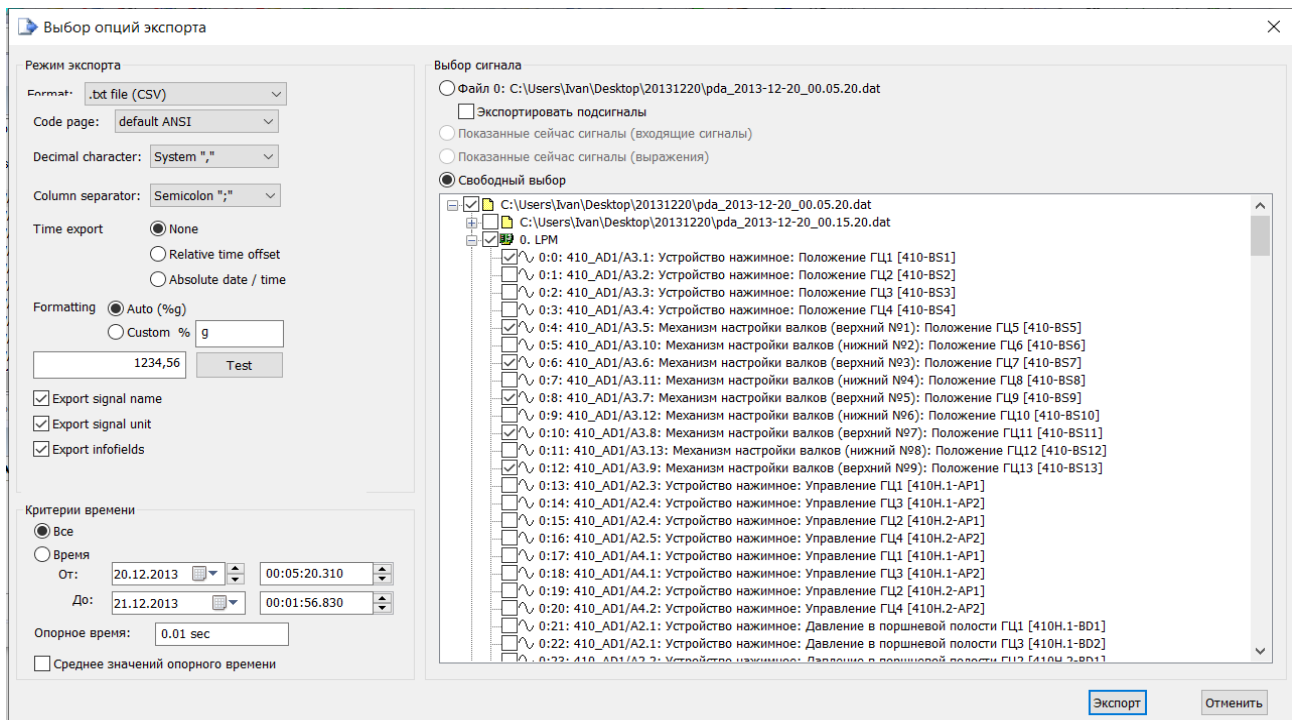 Выбор опций экспорта
Режим экспорта
Format: .txt file (CSV)
Code page: default ANSI
Decimal character: System ","
Column separator: Semicolon ";"
Time export None
Relative time offset
Absolute date / time
Formatting Auto (%g)
Custom % g
1234,56 Test
Export signal name
Export signal unit
Export infofields
Критерии времени
Все
Время
От: 20.12.2013 00:05:20.310
До: 21.12.2013 00:01:56.830
Опорное время: 0.01 sec
Среднее значений опорного времени
Выбор сигнала
Файл 0: C:\Users\Ivan\Desktop\20131220\pda_2013-12-20_00.05.20.dat
Экспортировать подсигналы
Показанные сейчас сигналы (входящие сигналы)
Показанные сейчас сигналы (выражения)
Свободный выбор
C:\Users\Ivan\Desktop\20131220\pda_2013-12-20_00.05.20.dat
C:\Users\Ivan\Desktop\20131220\pda_2013-12-20_00.15.20.dat
0. LPM
0:0: 410_AD1/A3.1: Устройство нажимное: Положение ГЦ1 [410-BS1]
0:1: 410_AD1/A3.2: Устройство нажимное: Положение ГЦ2 [410-BS2]
0:2: 410_AD1/A3.3: Устройство нажимное: Положение ГЦ3 [410-BS3]
0:3: 410_AD1/A3.4: Устройство нажимное: Положение ГЦ4 [410-BS4]
0:4: 410_AD1/A3.5: Механизм настройки валков (верхний №1): Положение ГЦ5 [410-BS5]
0:5: 410_AD1/A3.10: Механизм настройки валков (нижний №2): Положение ГЦ6 [410-BS6]
0:6: 410_AD1/A3.6: Механизм настройки валков (верхний №3): Положение ГЦ7 [410-BS7]
0:7: 410_AD1/A3.11: Механизм настройки валков (нижний №4): Положение ГЦ8 [410-BS8]
0:8: 410_AD1/A3.7: Механизм настройки валков (верхний №5): Положение ГЦ9 [410-BS9]
0:9: 410_AD1/A3.12: Механизм настройки валков (нижний №6): Положение ГЦ10 [410-BS10]
0:10: 410_AD1/A3.8: Механизм настройки валков (верхний №7): Положение ГЦ11 [410-BS11]
0:11: 410_AD1/A3.13: Механизм настройки валков (нижний №8): Положение ГЦ12 [410-BS12]
0:12: 410_AD1/A3.9: Механизм настройки валков (верхний №9): Положение ГЦ13 [410-BS13]
0:13: 410_AD1/A2.3: Устройство нажимное: Управление ГЦ1 [410H.1-AP1]
0:14: 410_AD1/A2.4: Устройство нажимное: Управление ГЦ3 [410H.1-AP2]
0:15: 410_AD1/A2.4: Устройство нажимное: Управление ГЦ2 [410H.2-AP1]
0:16: 410_AD1/A2.5: Устройство нажимное: Управление ГЦ4 [410H.2-AP2]
0:17: 410_AD1/A4.1: Устройство нажимное: Управление ГЦ1 [410H.1-AP1]
0:18: 410_AD1/A4.1: Устройство нажимное: Управление ГЦ3 [410H.1-AP2]
0:19: 410_AD1/A4.2: Устройство нажимное: Управление ГЦ2 [410H.2-AP1]
0:20: 410_AD1/A4.2: Устройство нажимное: Управление ГЦ4 [410H.2-AP2]
0:21: 410_AD1/A2.1: Устройство нажимное: Давление в поршневой полости ГЦ1 [410H.1-BD1]
0:22: 410_AD1/A2.1: Устройство нажимное: Давление в поршневой полости ГЦ3 [410H.1-BD2]
0:23: 410_AD1/A2.2: Устройство нажимное: Давление в поршневой полости ГЦ2 [410H.2-BD1]
Экспорт Отменить